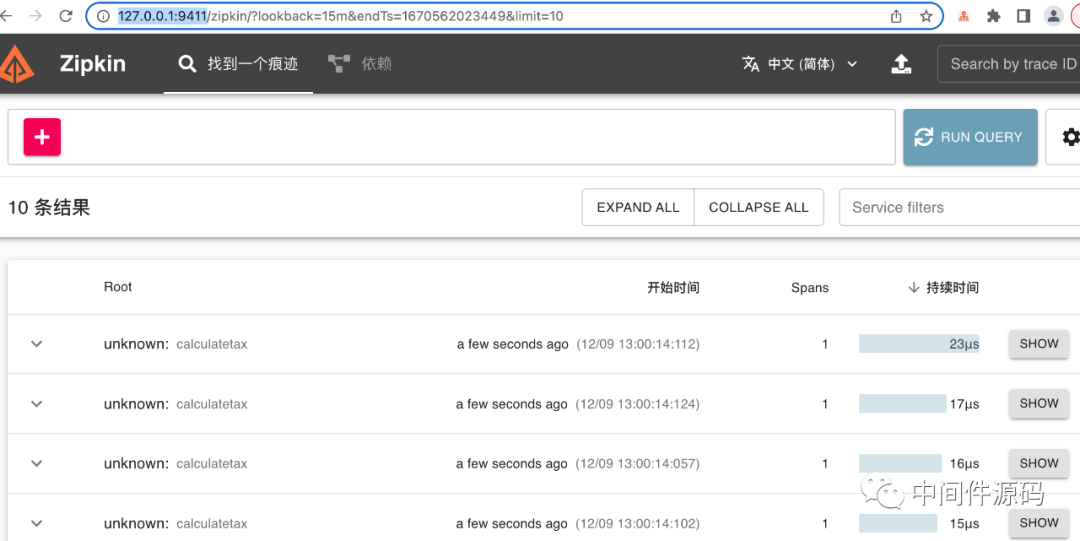 127.0.0.1:9411/zipkin/?lookback=15m&endTs=1670562023449&limit=10
Zipkin 找到一个痕迹 依赖 中文 (简体) Search by trace ID
RUN QUERY
10 条结果 EXPAND ALL COLLAPSE ALL Service filters
Root 开始时间 Spans 持续时间
unknown: calculatetax a few seconds ago (12/09 13:00:14:112) 1 23µs SHOW
unknown: calculatetax a few seconds ago (12/09 13:00:14:124) 1 17µs SHOW
unknown: calculatetax a few seconds ago (12/09 13:00:14:057) 1 16µs SHOW
中间件源码
unknown: calculatetax a few seconds ago (12/09 13:00:14:102) 1 15µs SHOW